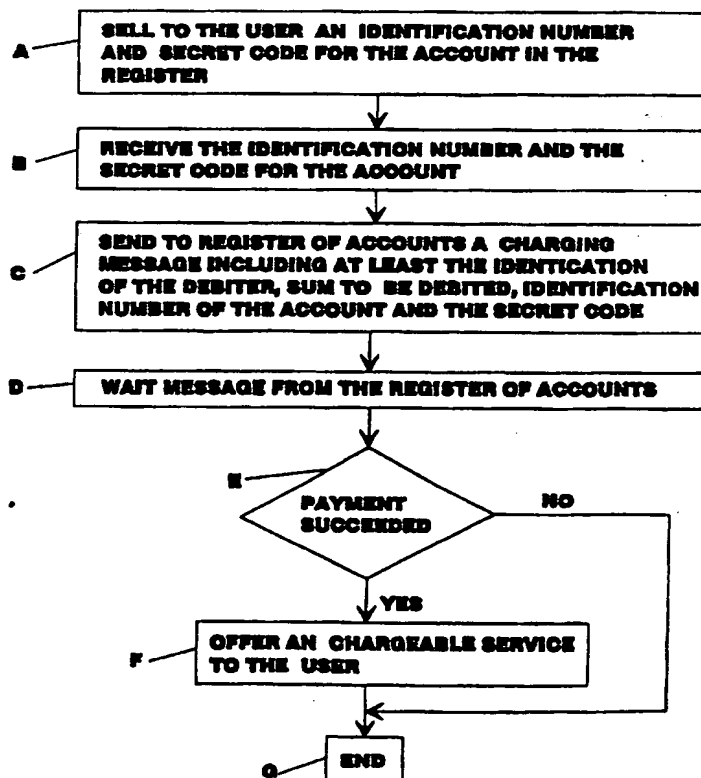 A
SELL TO THE USER AN IDENTIFICATION NUMBER
AND SECRET CODE FOR THE ACCOUNT IN THE
REGISTER
B
RECEIVE THE IDENTIFICATION NUMBER AND THE
SECRET CODE FOR THE ACCOUNT
C
SEND TO REGISTER OF ACCOUNTS A CHARGING
MESSAGE INCLUDING AT LEAST THE IDENTICATION
OF THE DEBITER, SUM TO BE DEBITED, IDENTIFICATION
NUMBER OF THE ACCOUNT AND THE SECRET CODE
D
WAIT MESSAGE FROM THE REGISTER OF ACCOUNTS
E
PAYMENT
SUCCEEDED
NO
YES
F
OFFER AN CHARGEABLE SERVICE
TO THE USER
G
END